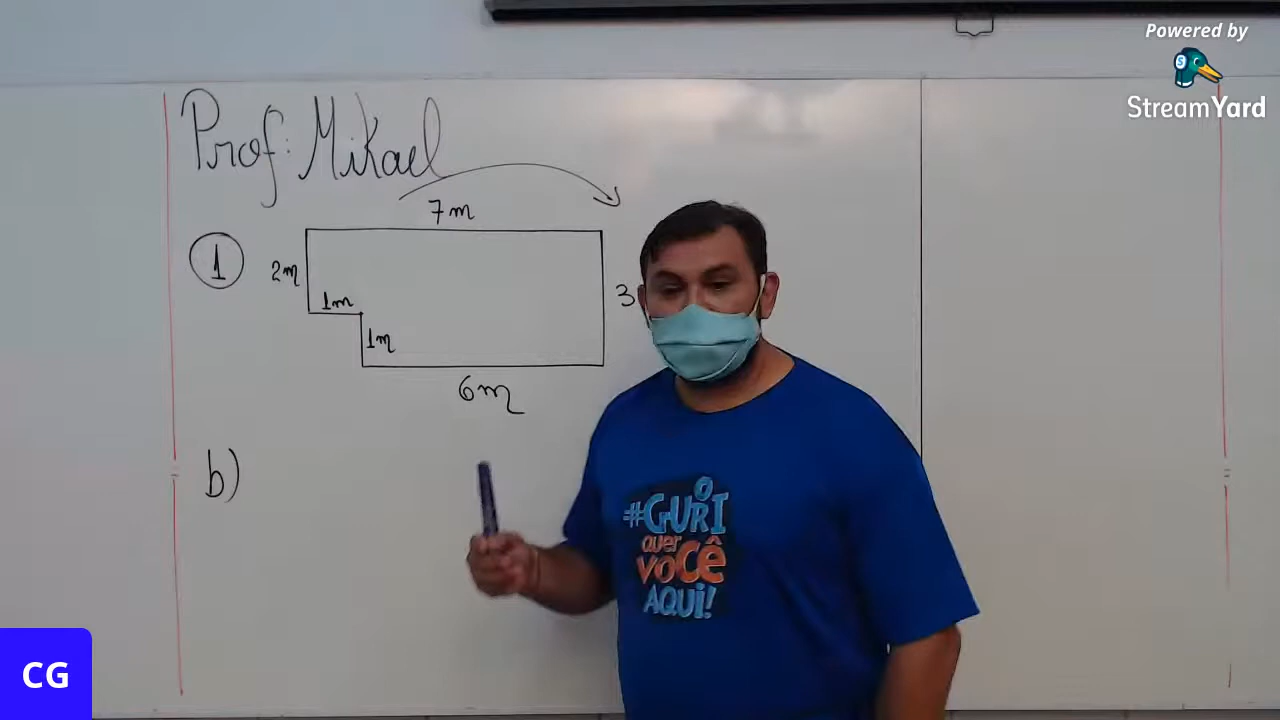 Powered by
StreamYard
Prof: Mikael
7m
1
2m
1m
3
1m
6m
b)
#GURI
quer
VOCÊ
AQUI!
CG